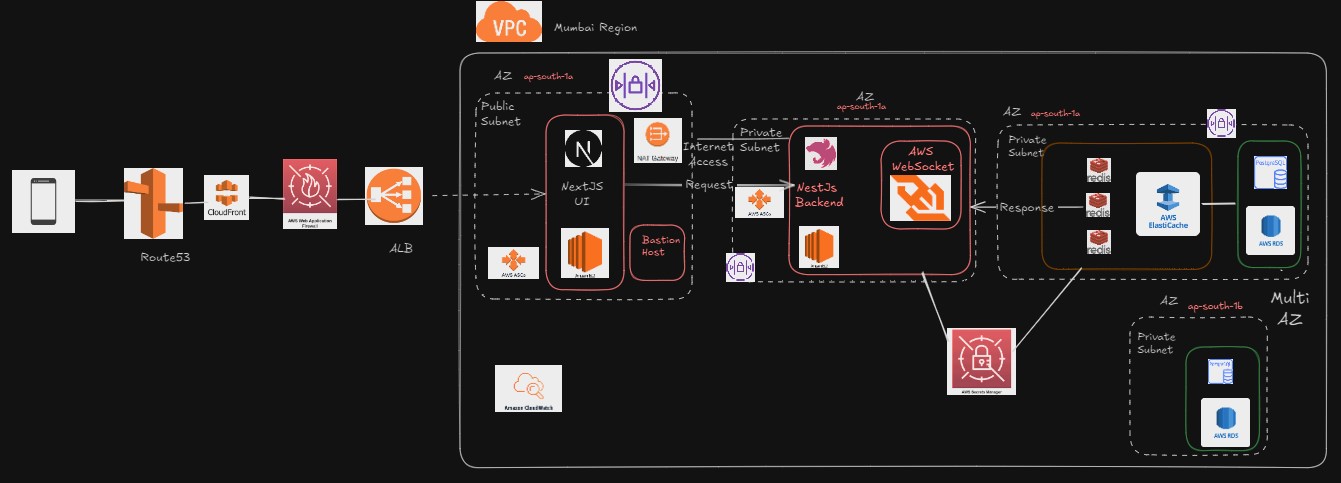 VPC
Mumbai Region
AZ ap-south-1a
Public
Subnet
N
NextJS
UI
NAT Gateway
Internet
Access
Request
Bastion
Host
AWS ASGs
AZ
ap-south-1a
Private
Subnet
NestJs
Backend
AWS
WebSocket
AWS ASGs
Response
AZ ap-south-1a
Private
Subnet
redis
redis
redis
AWS
ElastiCache
PostgreSQL
AWS RDS
Multi
AZ
AZ ap-south-1b
Private
Subnet
PostgreSQL
AWS RDS
AWS Secrets Manager
Amazon CloudWatch
Route53
CloudFront
AWS Web Application
Firewall
ALB